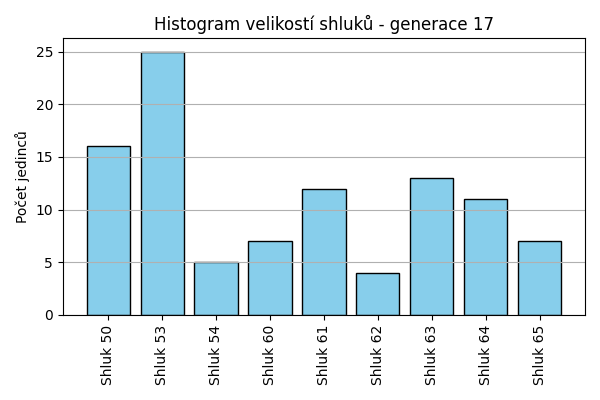 Histogram velikostí shluků - generace 17
Počet jedinců
25
20
15
10
5
0
Shluk 50
Shluk 53
Shluk 54
Shluk 60
Shluk 61
Shluk 62
Shluk 63
Shluk 64
Shluk 65